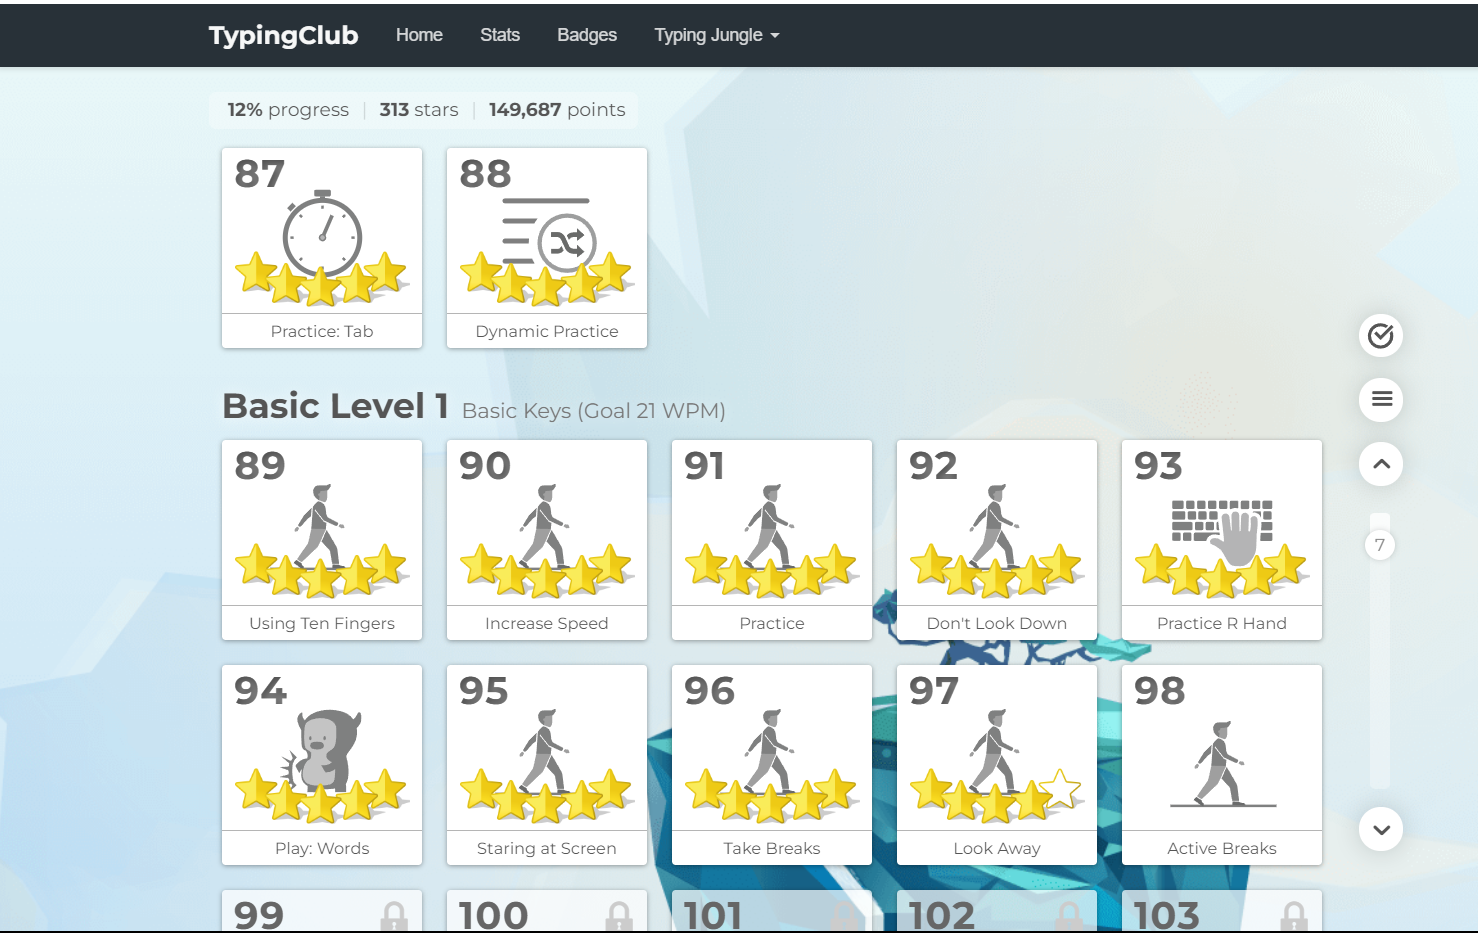 TypingClub Home Stats Badges Typing Jungle
12% progress 313 stars 149,687 points
87 88
Practice: Tab Dynamic Practice
Basic Level 1 Basic Keys (Goal 21 WPM)
89 90 91 92 93
7
Using Ten Fingers Increase Speed Practice Don't Look Down Practice R Hand
94 95 96 97 98
Play: Words Staring at Screen Take Breaks Look Away Active Breaks
99 100 101 102 103